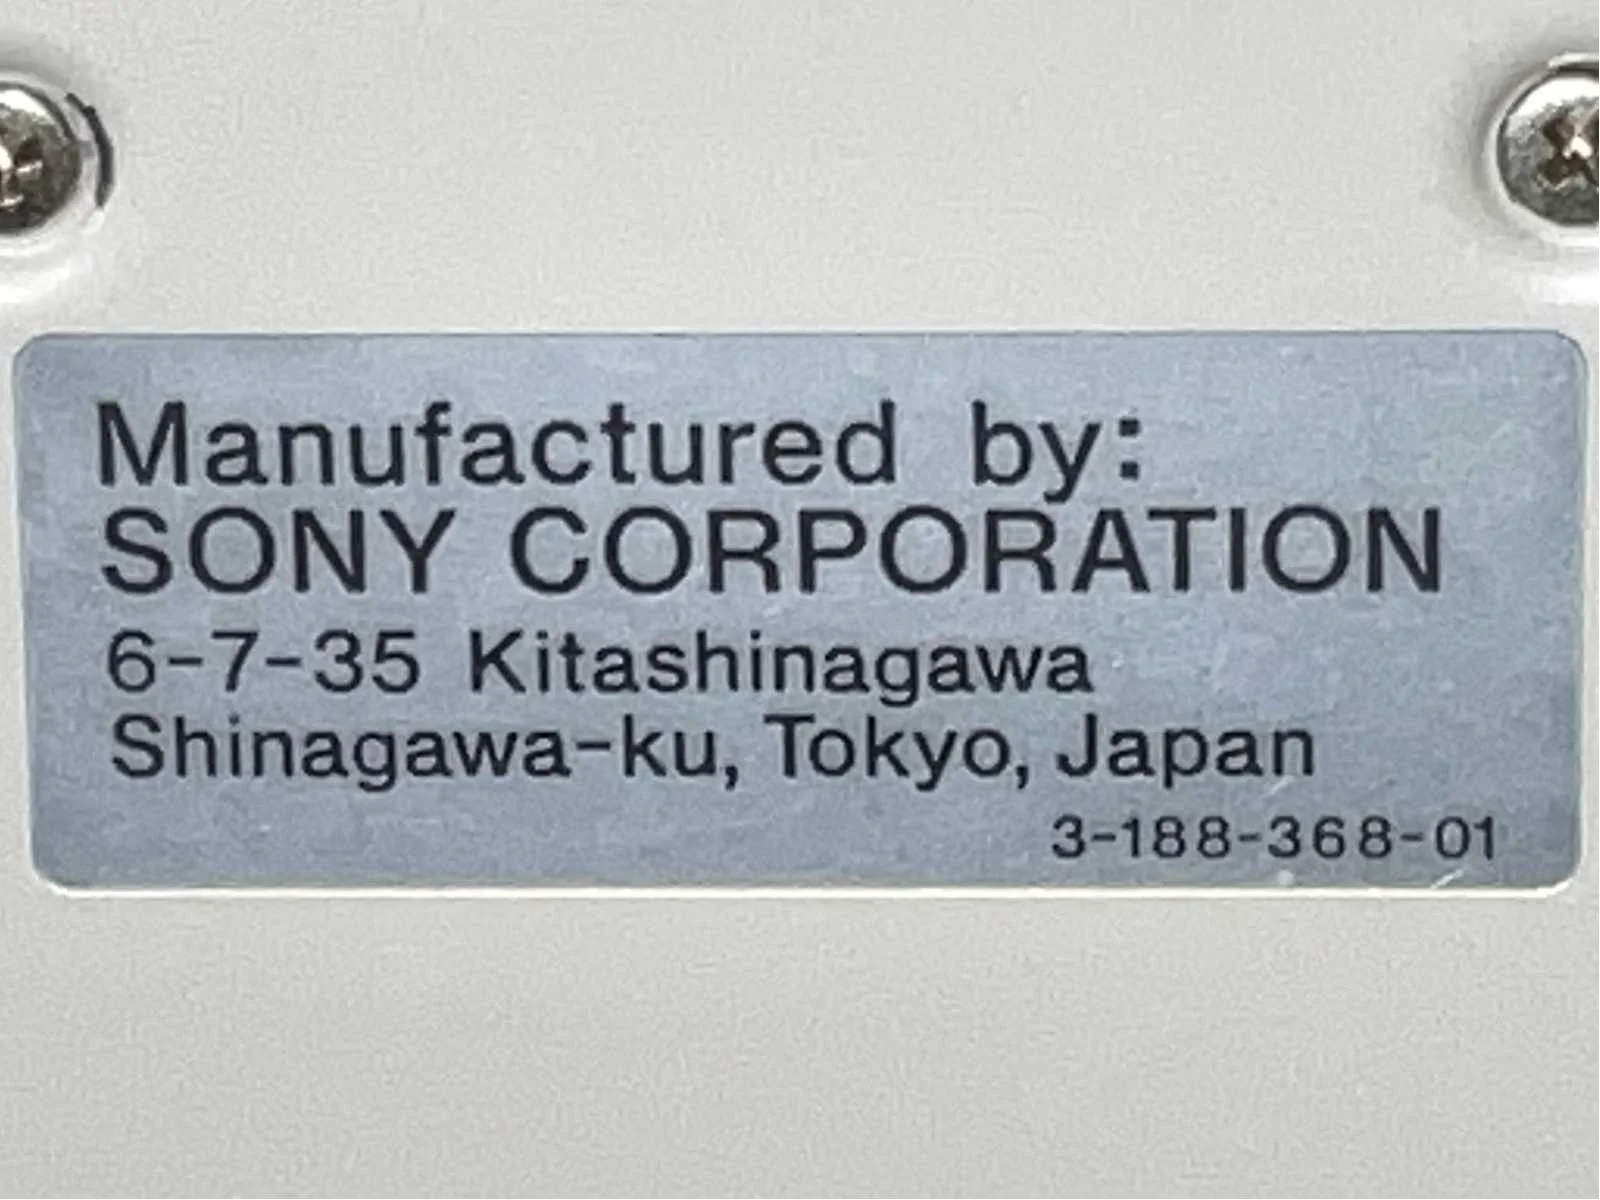 Manufactured by:
SONY CORPORATION
6-7-35 Kitashinagawa
Shinagawa-ku, Tokyo, Japan
3-188-368-01